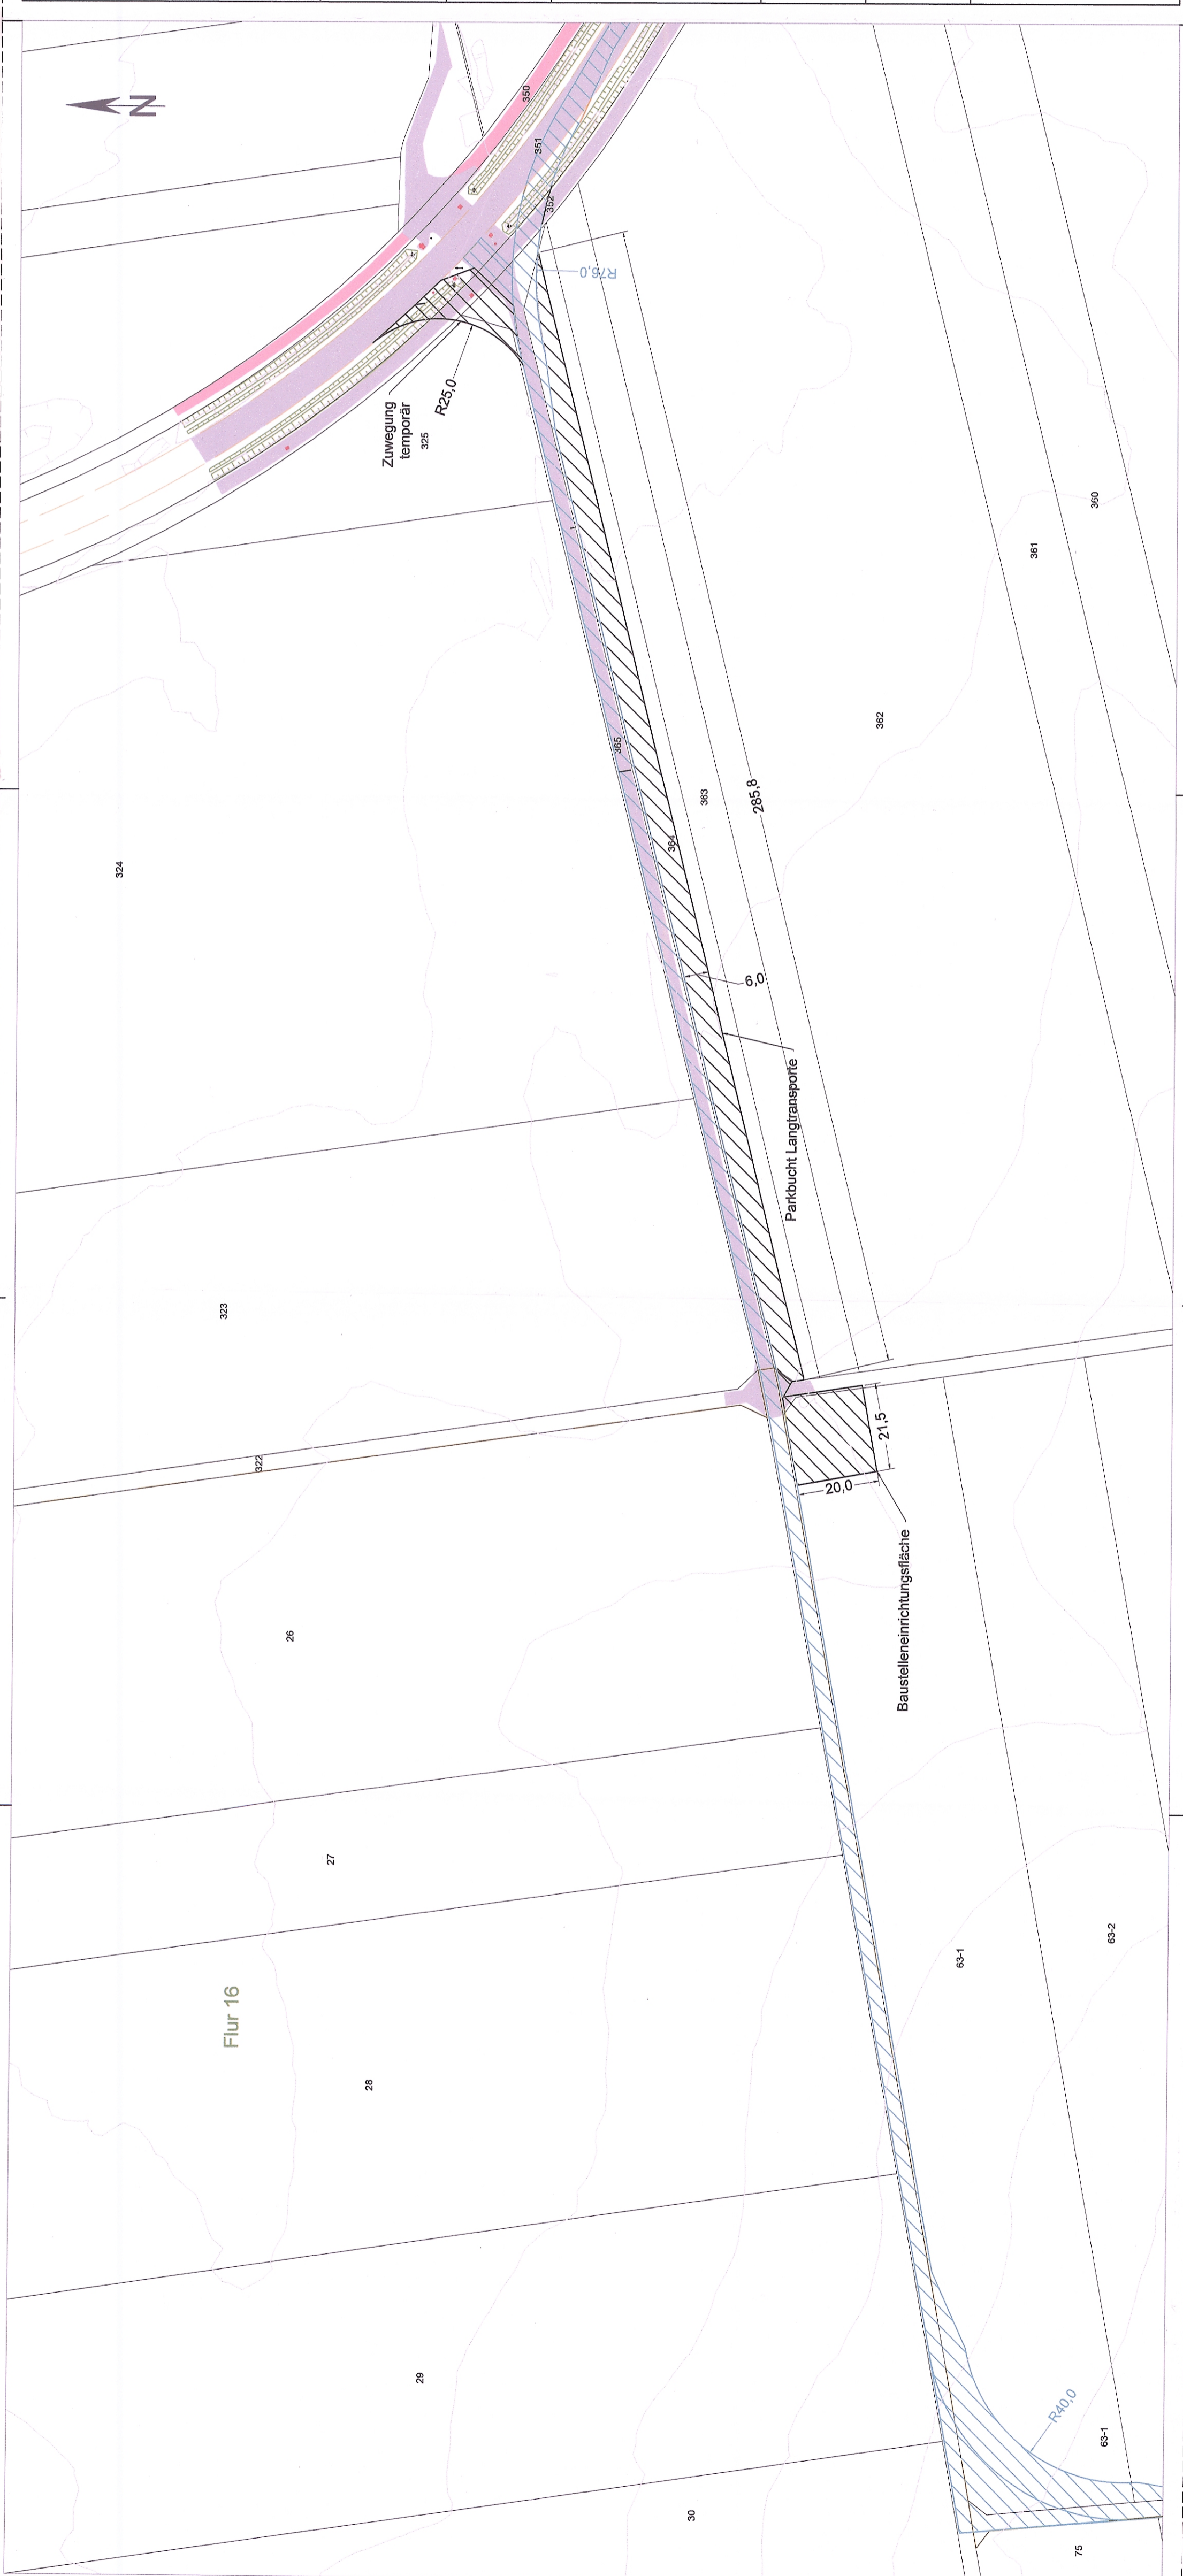 N
350
351
352
R76,0
Zuwegung
temporär
R25,0
325
360
361
362
365
363
285,8
364
324
6,0
Parkbucht Langtransporte
323
322
21,5
20,0
Baustelleneinrichtungsfläche
26
27
63-1
63-2
Flur 16
28
29
R40,0
63-1
30
75